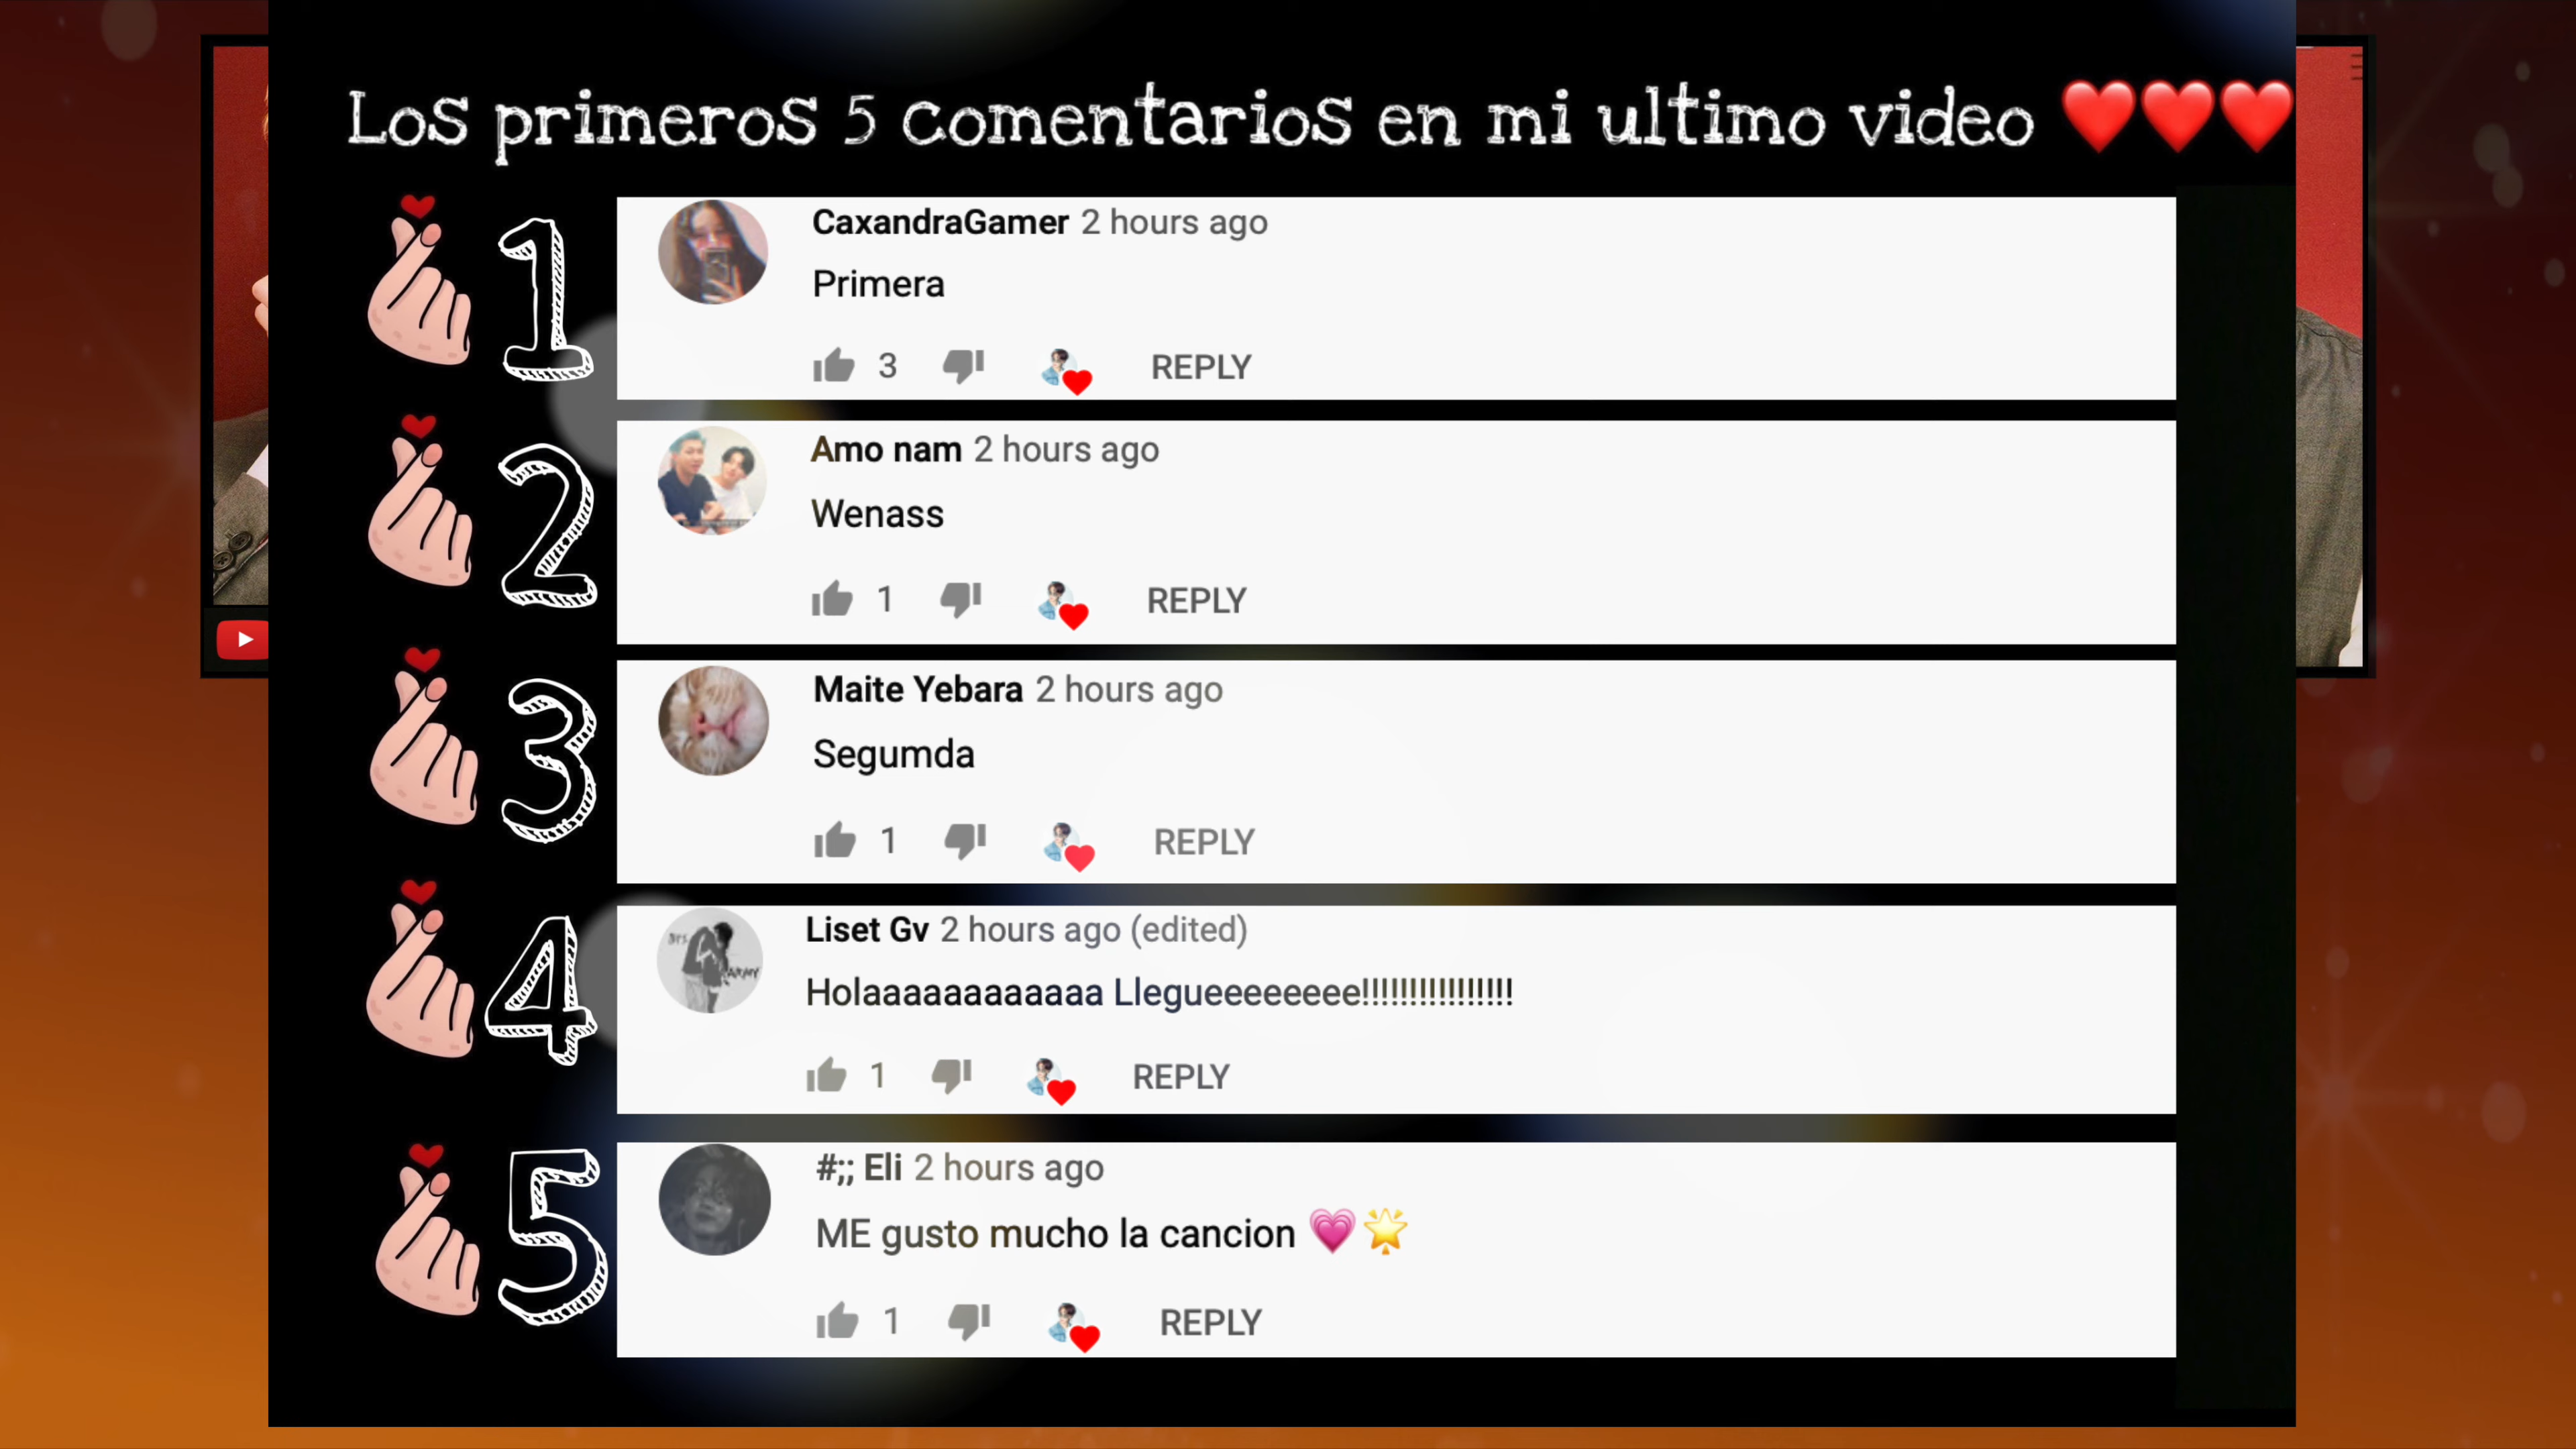 Los primeros 5 comentarios en mi ultimo video ❤️❤️❤️
1
CaxandraGamer 2 hours ago
Primera
3 REPLY
2
Amo nam 2 hours ago
Wenass
1 REPLY
3
Maite Yebara 2 hours ago
Segumda
1 REPLY
4
Liset Gv 2 hours ago (edited)
Holaaaaaaaaaaaaa Llegueeeeeeee!!!!!!!!!!!!!!!!
1 REPLY
5
#;; Eli 2 hours ago
ME gusto mucho la cancion 💗🌟
1 REPLY